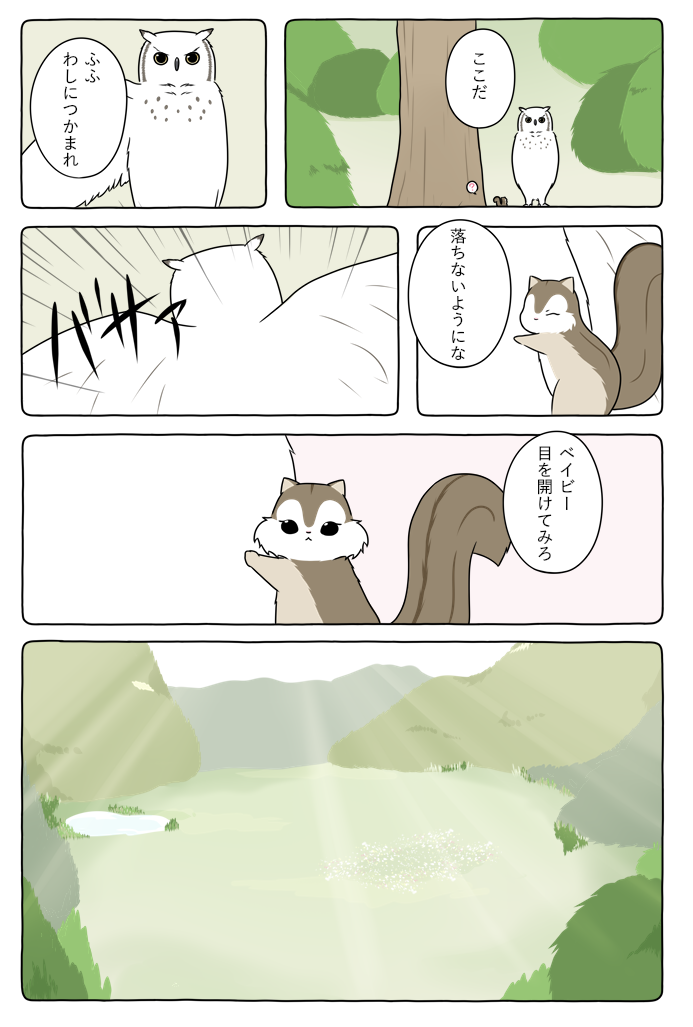 ここだ
?
ふふ
わしにつかまれ
落ちないようにな
バサァ
ベイビー
目を開けてみろ